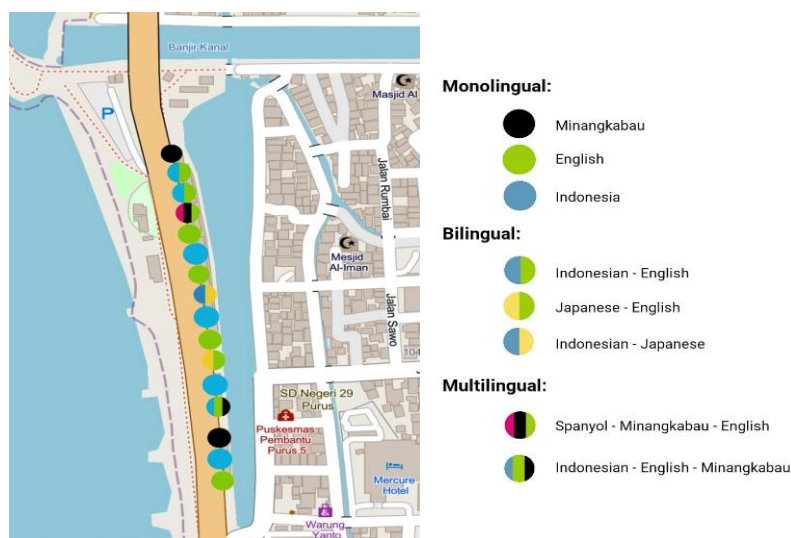 Banjir Kanal
Masjid Al
P
Jalan Rumbai
Mesjid
Al-Iman
Jalan Sawo
104
SD Negeri 29
Purus
Puskesmas
Pembantu
Purus 5
Mercure
Hotel
Warung
Yanto
Monolingual:
Minangkabau
English
Indonesia
Bilingual:
Indonesian - English
Japanese - English
Indonesian - Japanese
Multilingual:
Spanyol - Minangkabau - English
Indonesian - English - Minangkabau